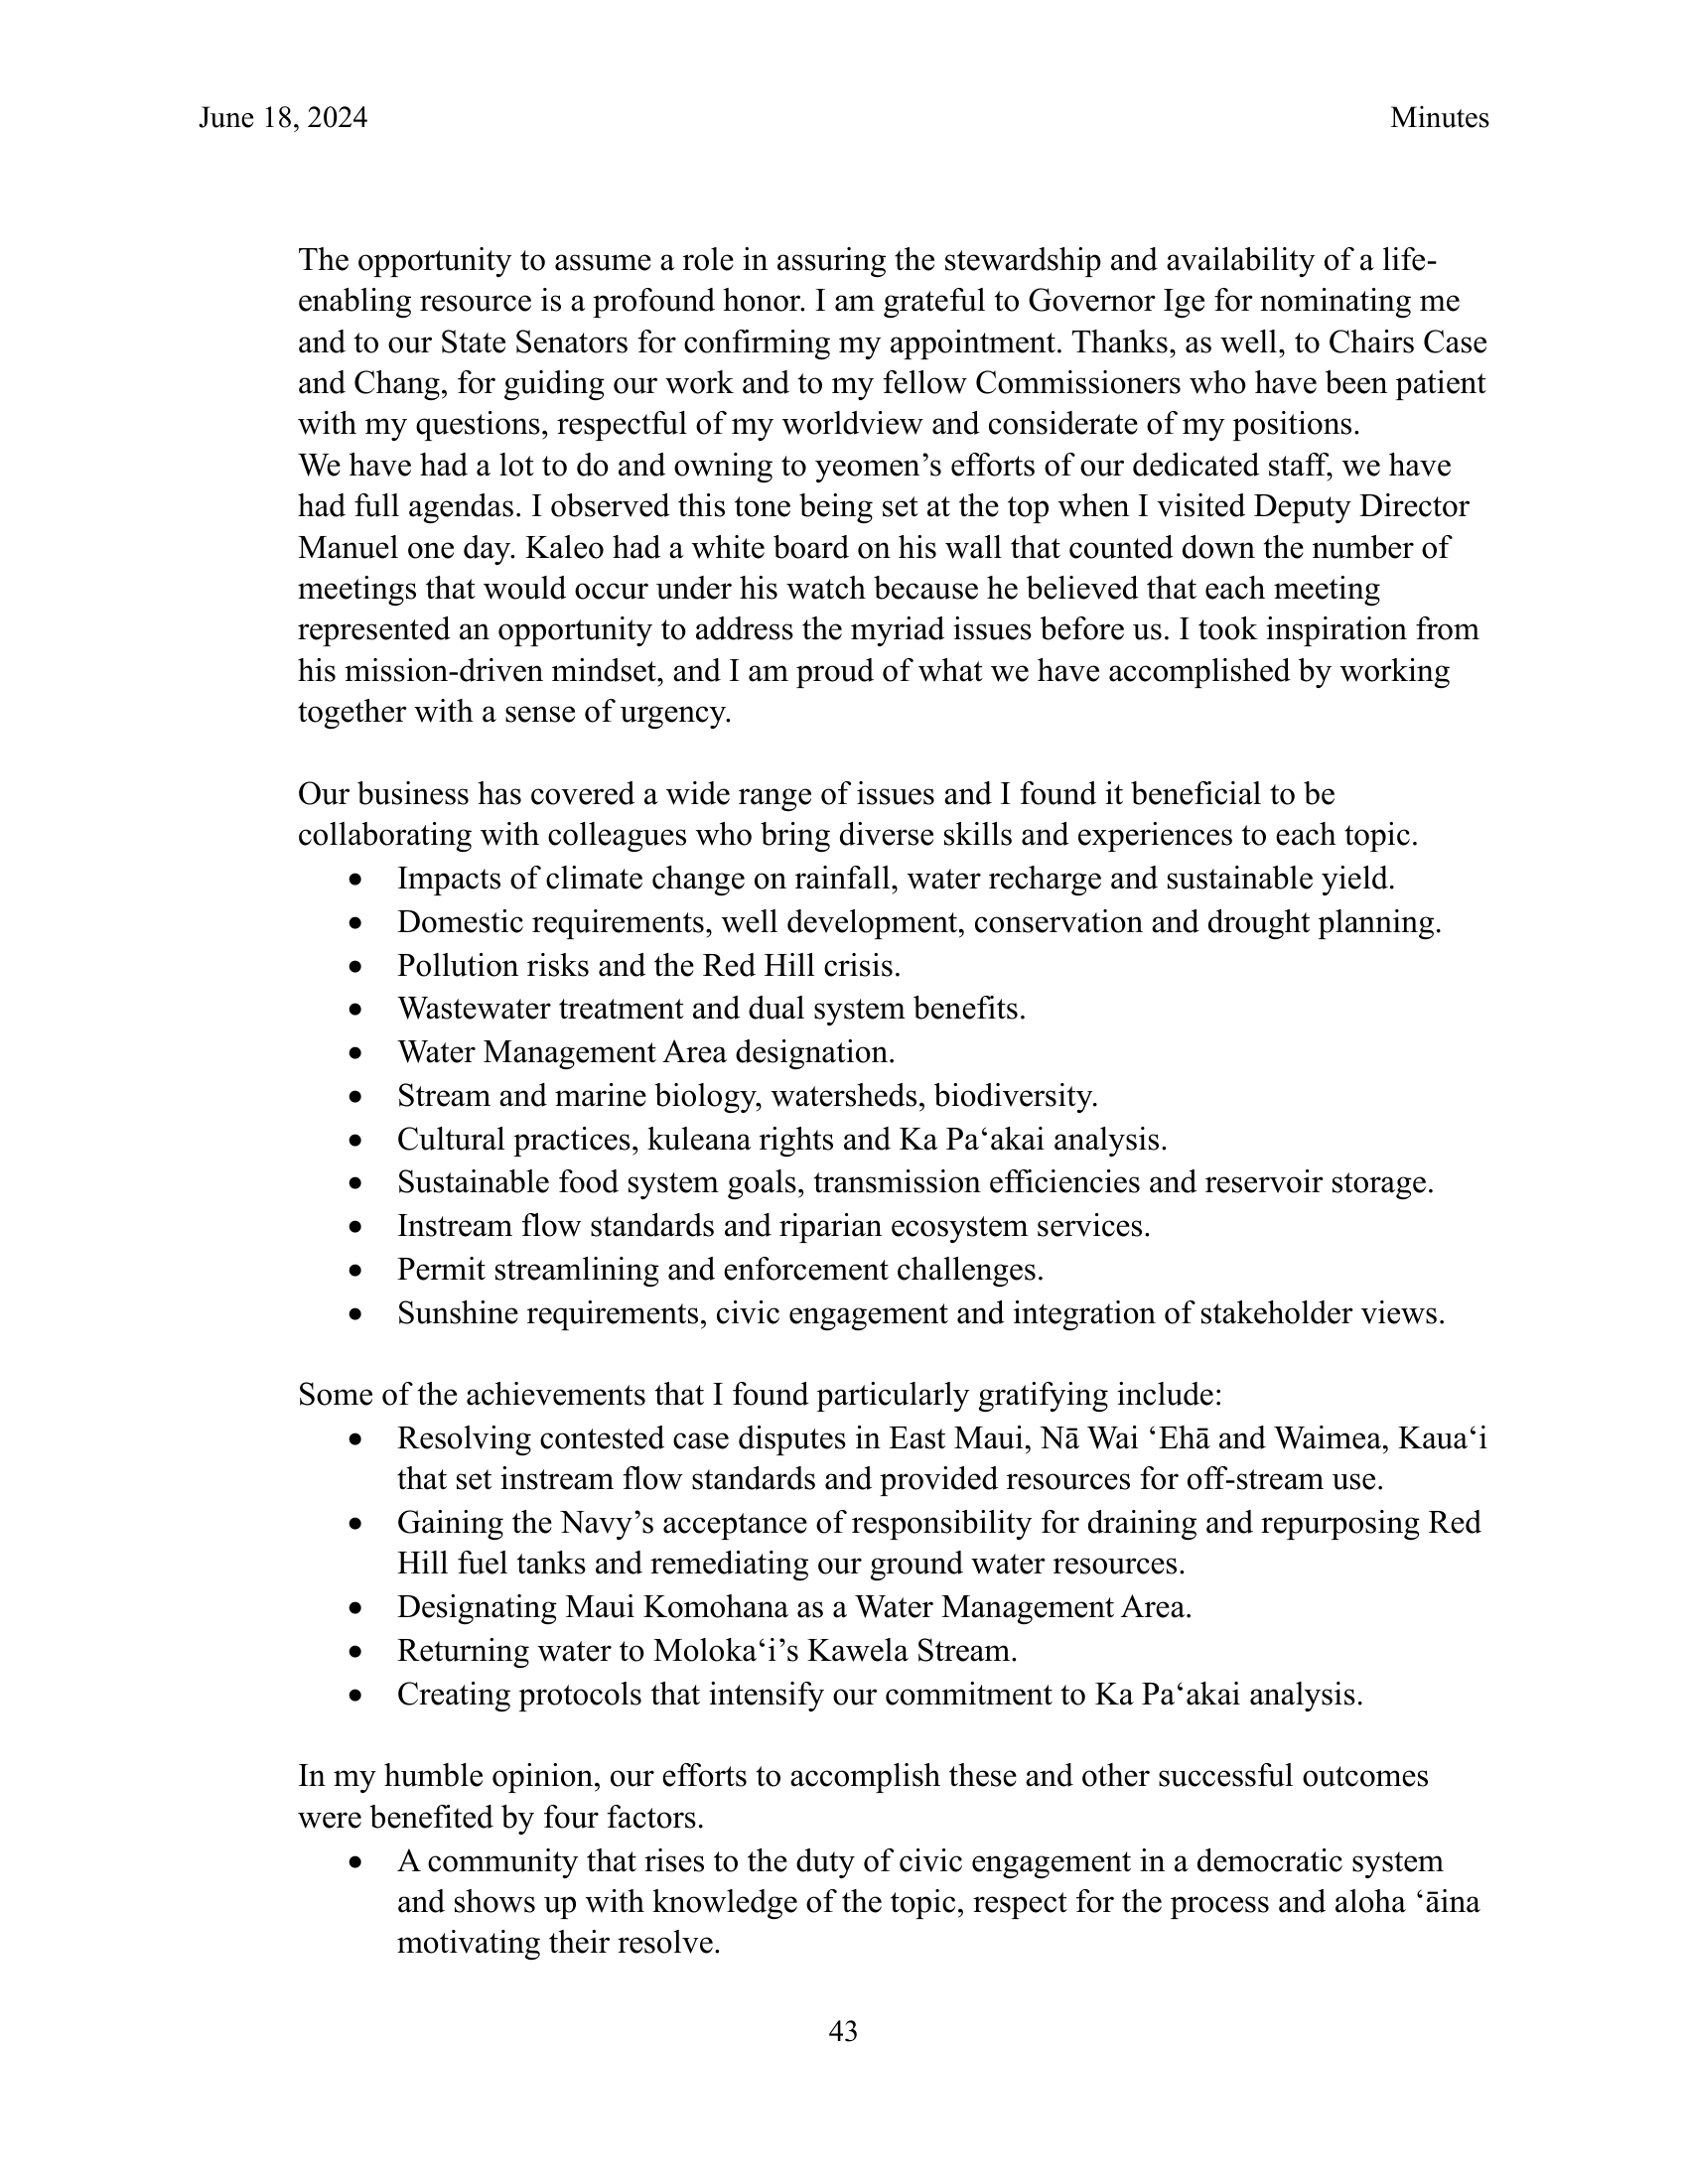 June 18, 2024 Minutes
The opportunity to assume a role in assuring the stewardship and availability of a life-
enabling resource is a profound honor. I am grateful to Governor Ige for nominating me
and to our State Senators for confirming my appointment. Thanks, as well, to Chairs Case
and Chang, for guiding our work and to my fellow Commissioners who have been patient
with my questions, respectful of my worldview and considerate of my positions.
We have had a lot to do and owning to yeomen’s efforts of our dedicated staff, we have
had full agendas. I observed this tone being set at the top when I visited Deputy Director
Manuel one day. Kaleo had a white board on his wall that counted down the number of
meetings that would occur under his watch because he believed that each meeting
represented an opportunity to address the myriad issues before us. I took inspiration from
his mission-driven mindset, and I am proud of what we have accomplished by working
together with a sense of urgency.
Our business has covered a wide range of issues and I found it beneficial to be
collaborating with colleagues who bring diverse skills and experiences to each topic.
• Impacts of climate change on rainfall, water recharge and sustainable yield.
• Domestic requirements, well development, conservation and drought planning.
• Pollution risks and the Red Hill crisis.
• Wastewater treatment and dual system benefits.
• Water Management Area designation.
• Stream and marine biology, watersheds, biodiversity.
• Cultural practices, kuleana rights and Ka Pa‘akai analysis.
• Sustainable food system goals, transmission efficiencies and reservoir storage.
• Instream flow standards and riparian ecosystem services.
• Permit streamlining and enforcement challenges.
• Sunshine requirements, civic engagement and integration of stakeholder views.
Some of the achievements that I found particularly gratifying include:
• Resolving contested case disputes in East Maui, Nā Wai ‘Ehā and Waimea, Kaua‘i
that set instream flow standards and provided resources for off-stream use.
• Gaining the Navy’s acceptance of responsibility for draining and repurposing Red
Hill fuel tanks and remediating our ground water resources.
• Designating Maui Komohana as a Water Management Area.
• Returning water to Moloka‘i’s Kawela Stream.
• Creating protocols that intensify our commitment to Ka Pa‘akai analysis.
In my humble opinion, our efforts to accomplish these and other successful outcomes
were benefited by four factors.
• A community that rises to the duty of civic engagement in a democratic system
and shows up with knowledge of the topic, respect for the process and aloha ‘āina
motivating their resolve.
43